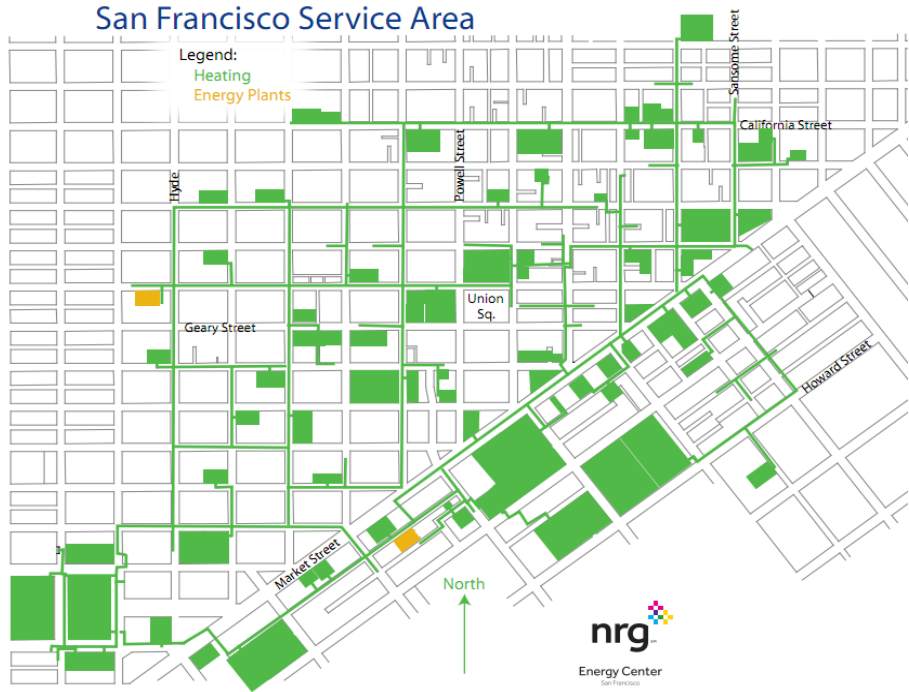 San Francisco Service Area
Legend:
Heating
Energy Plants
Sansome Street
California Street
Powell Street
Hyde
Union
Sq.
Geary Street
Howard Street
Market Street
North
nrg
Energy Center
San Francisco